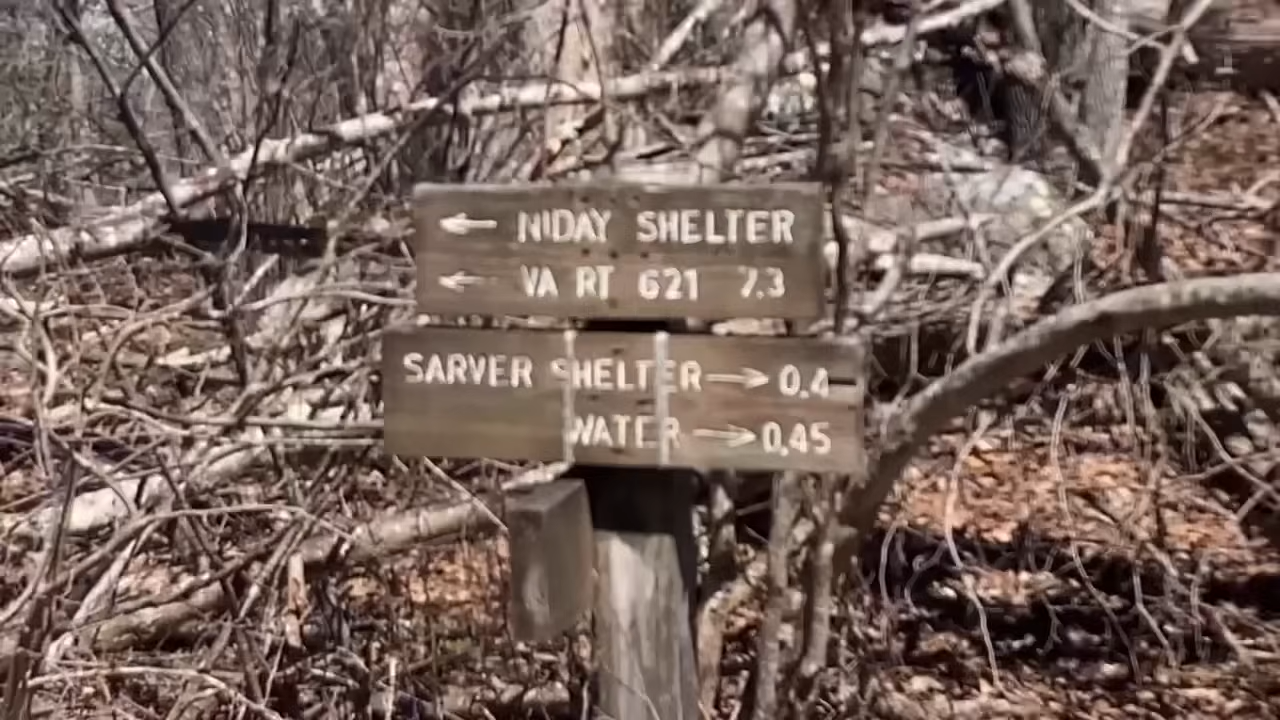 ← NIDAY SHELTER
← VA RT 621 7.3
SARVER SHELTER → 0.4
WATER → 0.45